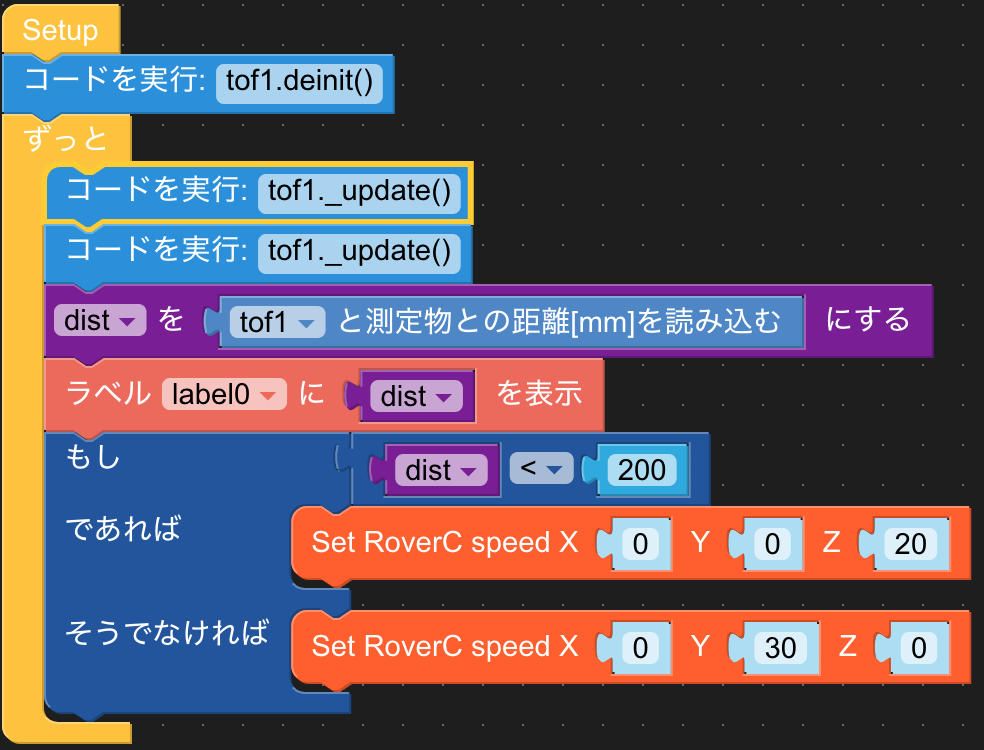 Setup
コードを実行: tof1.deinit()
ずっと
コードを実行: tof1._update()
コードを実行: tof1._update()
dist を tof1 と測定物との距離[mm]を読み込む にする
ラベル label0 に dist を表示
もし dist < 200
であれば Set RoverC speed X 0 Y 0 Z 20
そうでなければ Set RoverC speed X 0 Y 30 Z 0